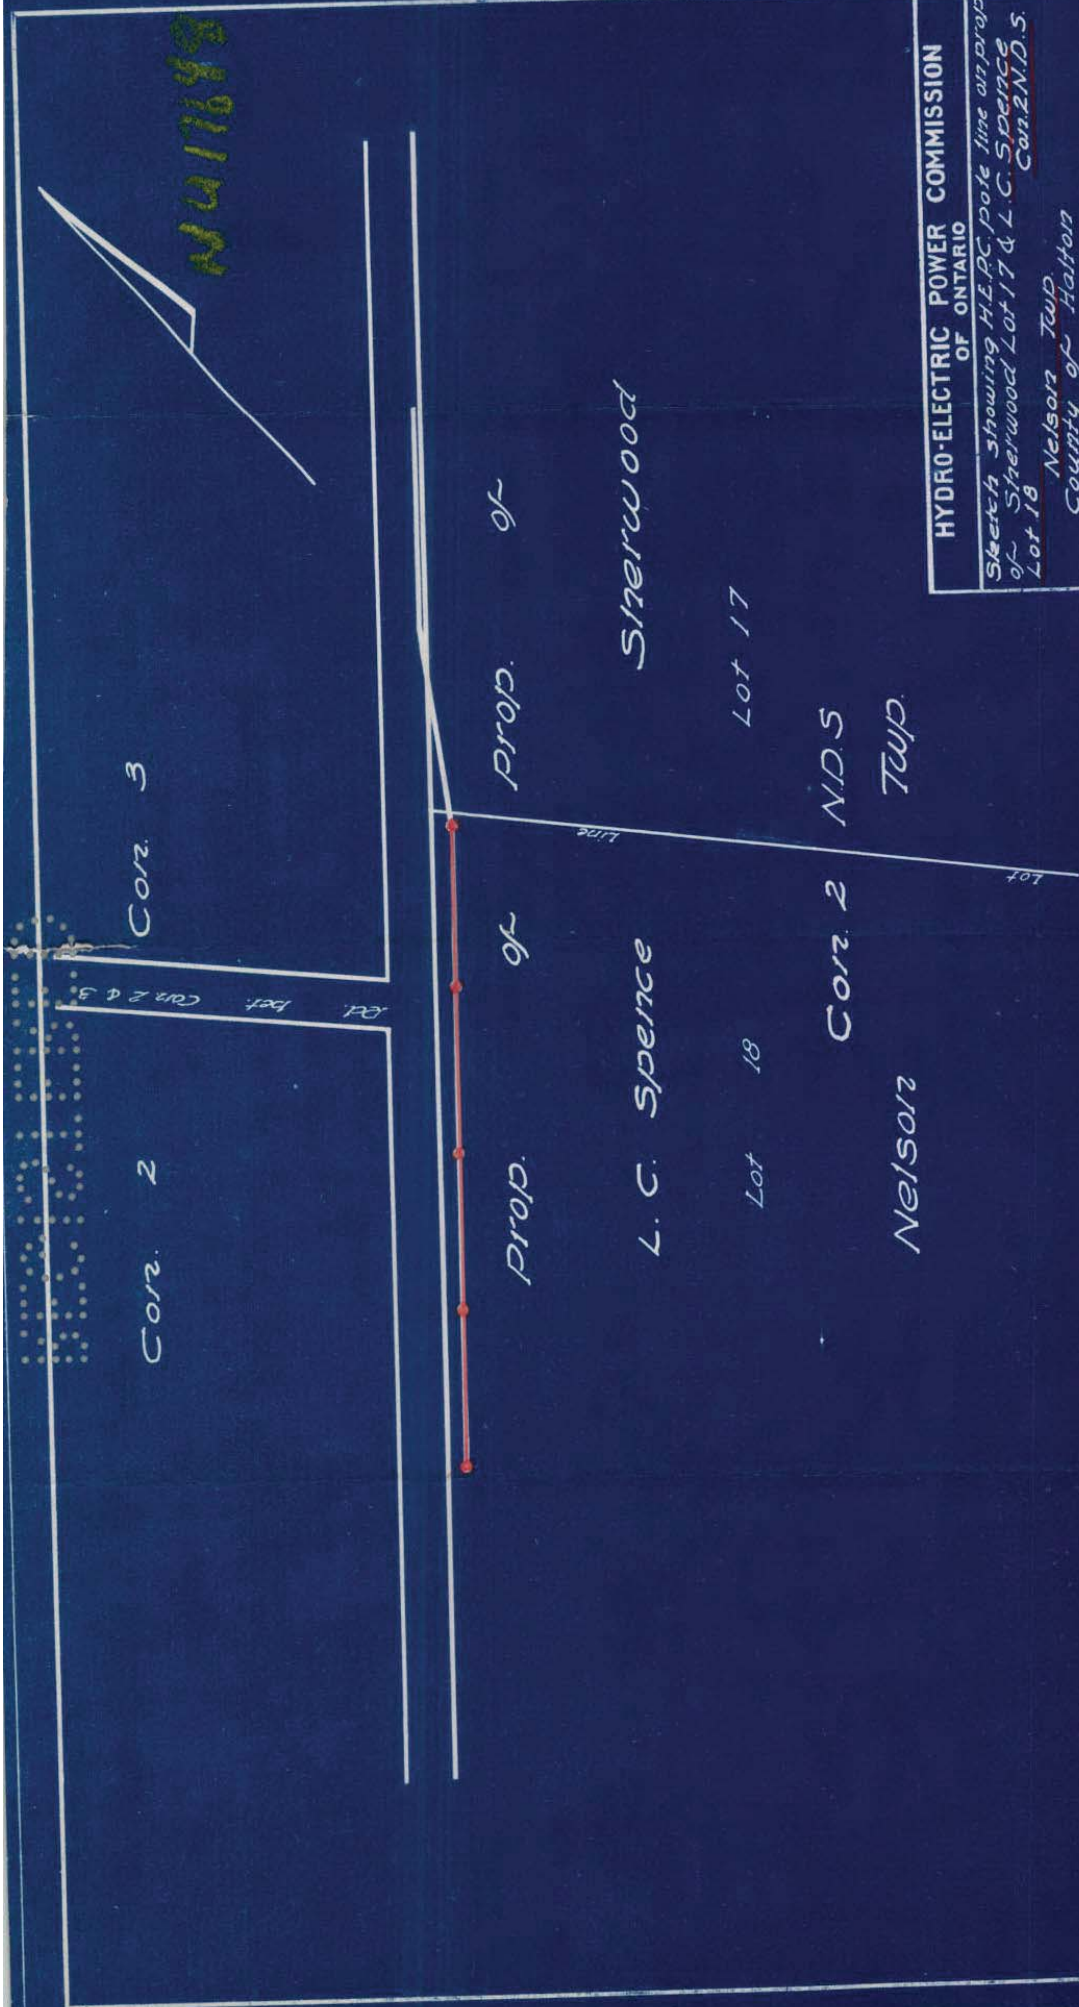 NU17648
Con. 2
Con. 3
Rd. bet. Con 2 & 3
Prop. of
L. C. Spence
Lot 18
Prop. of
Sherwood
Lot 17
Lot Line
Con. 2 N.D.S
Nelson Twp.
HYDRO-ELECTRIC POWER COMMISSION
OF ONTARIO
Sketch showing H.E.P.C. pole line on prop
of Sherwood Lot 17 & L.C. Spence
Lot 18 Con. 2 N.D.S.
Nelson Twp.
County of Halton